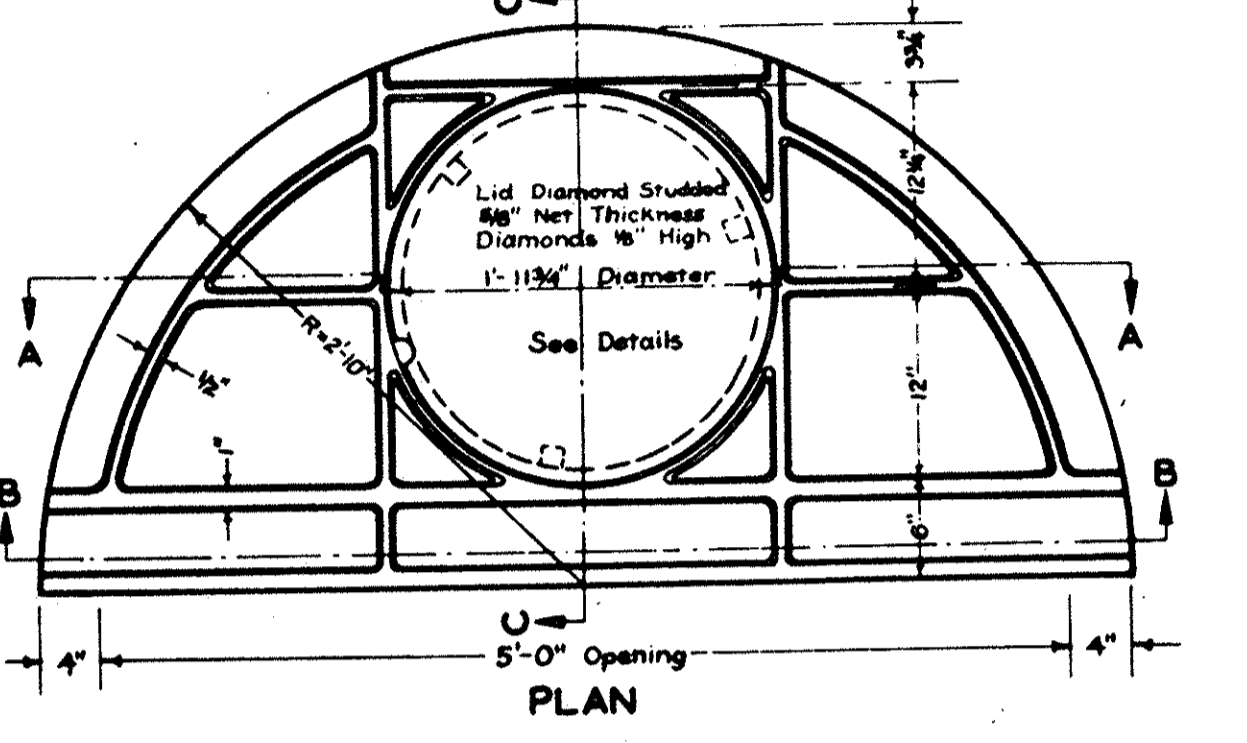 C
3¾"
12¼"
Lid Diamond Studded
5/8" Net Thickness
Diamonds ⅛" High
1'-11¾" Diameter
See Details
A
A
R=2'-10"
½"
12"
1"
B
B
6"
C
4"
5'-0" Opening
4"
PLAN